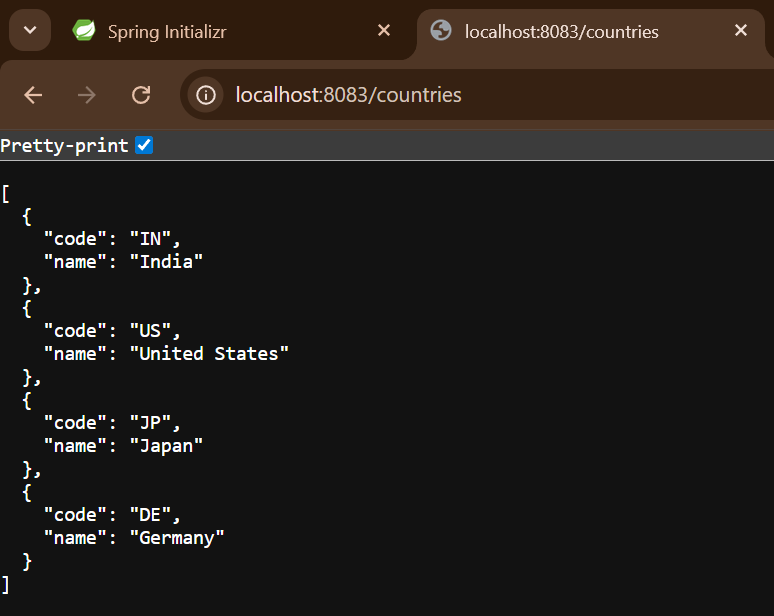 Spring Initializr
localhost:8083/countries
localhost:8083/countries
Pretty-print
[
  {
    "code": "IN",
    "name": "India"
  },
  {
    "code": "US",
    "name": "United States"
  },
  {
    "code": "JP",
    "name": "Japan"
  },
  {
    "code": "DE",
    "name": "Germany"
  }
]